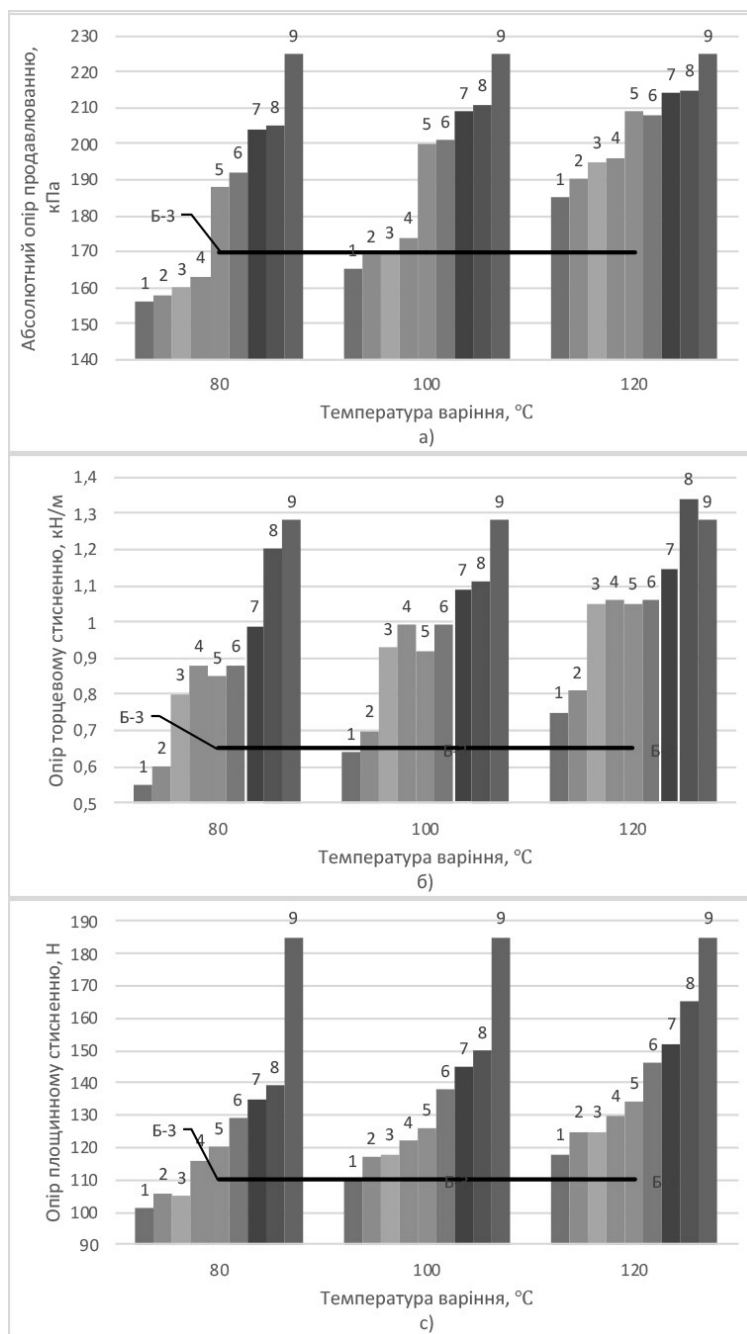 Абсолютний опір продавлюванню, кПа
230
220
210
200
190
180
170
160
150
140
Б-3
1 2 3 4 5 6 7 8 9
1 2 3 4 5 6 7 8 9
1 2 3 4 5 6 7 8 9
80 100 120
Температура варіння, °С
а)
Опір торцевому стисненню, кН/м
1,4
1,3
1,2
1,1
1
0,9
0,8
0,7
0,6
0,5
Б-3
1 2 3 4 5 6 7 8 9
1 2 3 4 5 6 7 8 9
1 2 3 4 5 6 7 8 9
Б
80 100 120
Температура варіння, °С
б)
Опір площинному стисненню, Н
190
180
170
160
150
140
130
120
110
100
90
Б-3
1 2 3 4 5 6 7 8 9
1 2 3 4 5 6 7 8 9
1 2 3 4 5 6 7 8 9
Б
80 100 120
Температура варіння, °С
с)